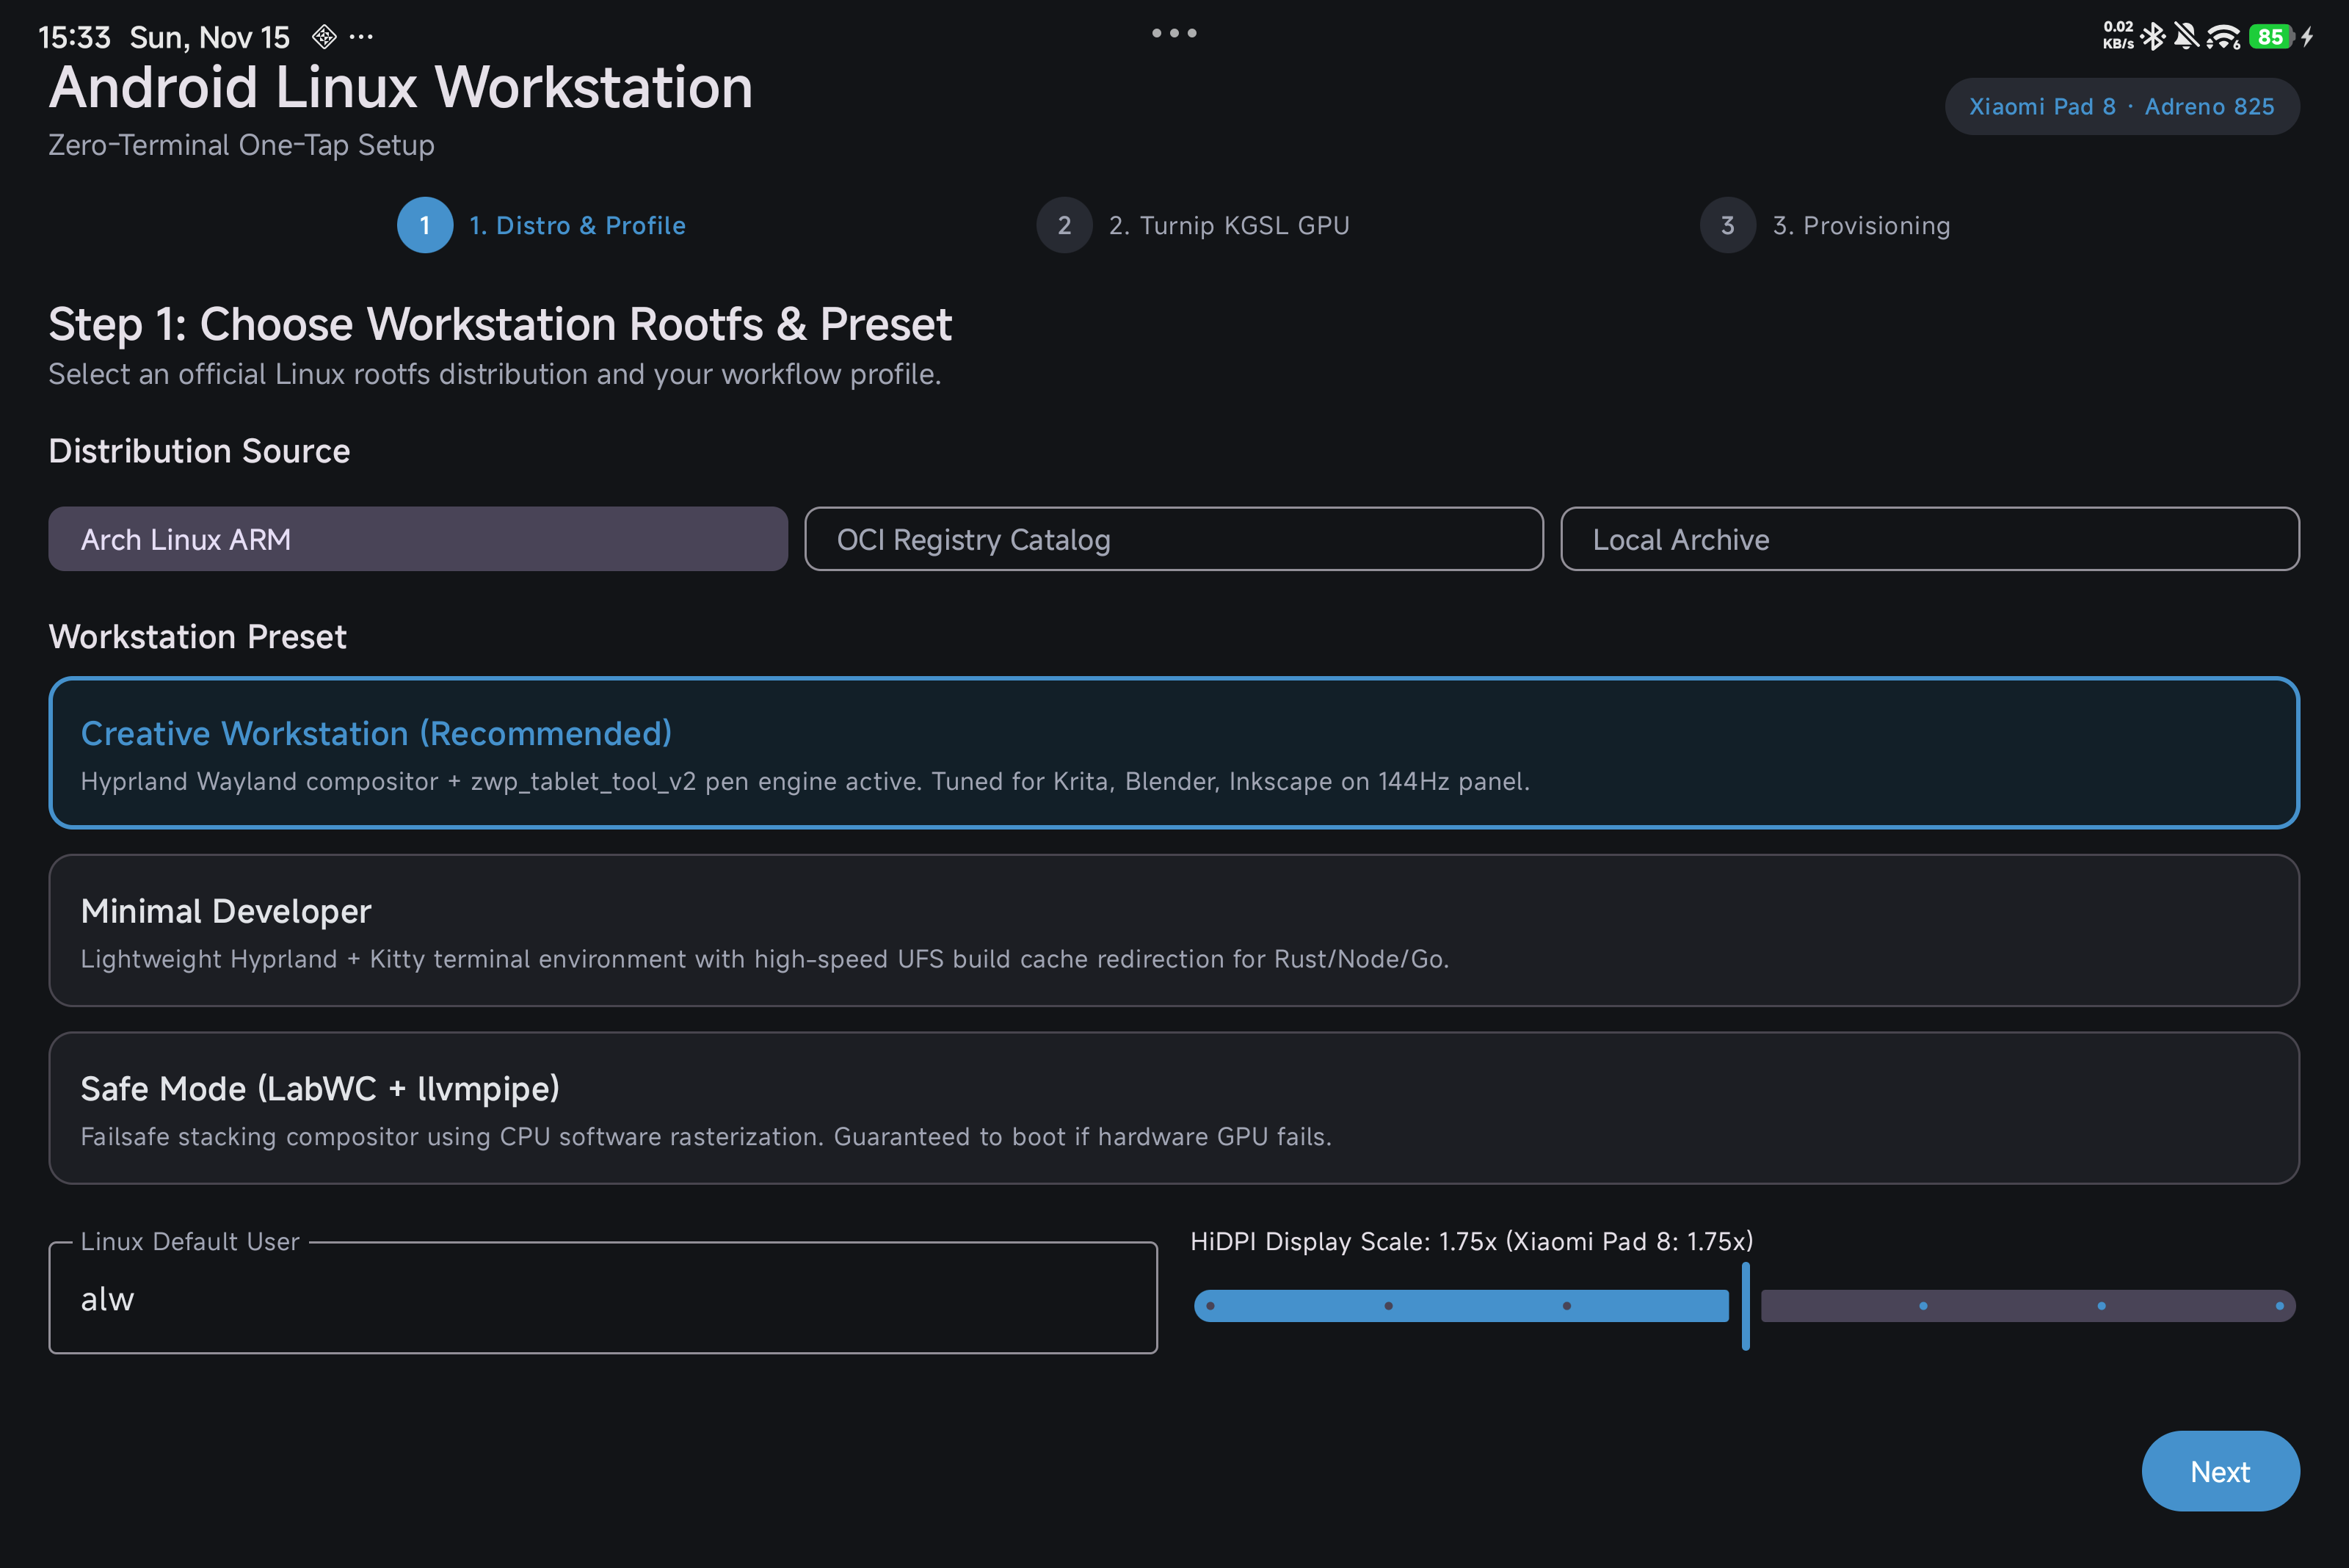 15:33 Sun, Nov 15 ...
0.02 KB/s 6 85
Android Linux Workstation
Xiaomi Pad 8 · Adreno 825
Zero-Terminal One-Tap Setup
1 1. Distro & Profile
2 2. Turnip KGSL GPU
3 3. Provisioning
Step 1: Choose Workstation Rootfs & Preset
Select an official Linux rootfs distribution and your workflow profile.
Distribution Source
Arch Linux ARM
OCI Registry Catalog
Local Archive
Workstation Preset
Creative Workstation (Recommended)
Hyprland Wayland compositor + zwp_tablet_tool_v2 pen engine active. Tuned for Krita, Blender, Inkscape on 144Hz panel.
Minimal Developer
Lightweight Hyprland + Kitty terminal environment with high-speed UFS build cache redirection for Rust/Node/Go.
Safe Mode (LabWC + llvmpipe)
Failsafe stacking compositor using CPU software rasterization. Guaranteed to boot if hardware GPU fails.
Linux Default User
alw
HiDPI Display Scale: 1.75x (Xiaomi Pad 8: 1.75x)
Next